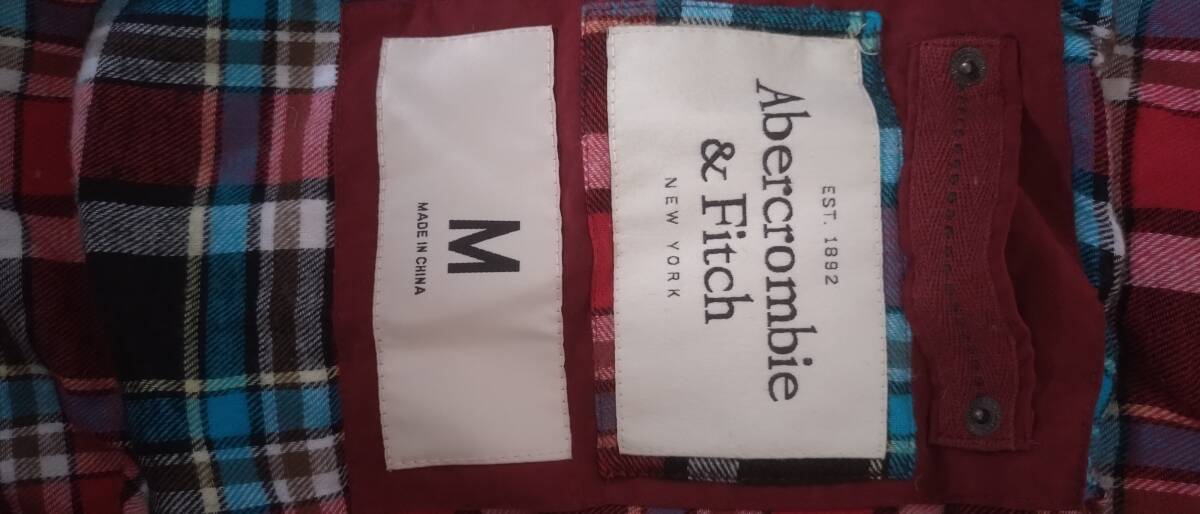 EST. 1892
Abercrombie
& Fitch
NEW YORK
M
MADE IN CHINA